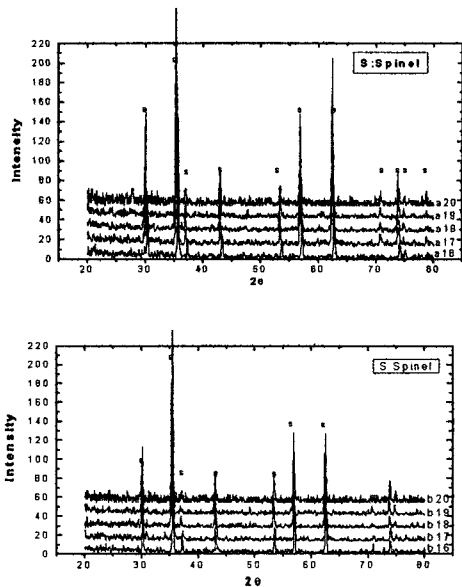 220
200
S:Spinel
180
160
S
S S S
140
120
100
S S S S S S
80
60
a20
a19
40
a18
20
a17
0
a16
20 30 40 50 60 70 80
2θ
Intensity
220
S Spinel
200
S
180
160
140
S S
120
100
S
80
S S S
60
b20
b19
40
b18
20
b17
0
b16
20 30 40 50 60 70 80
2θ
Intensity